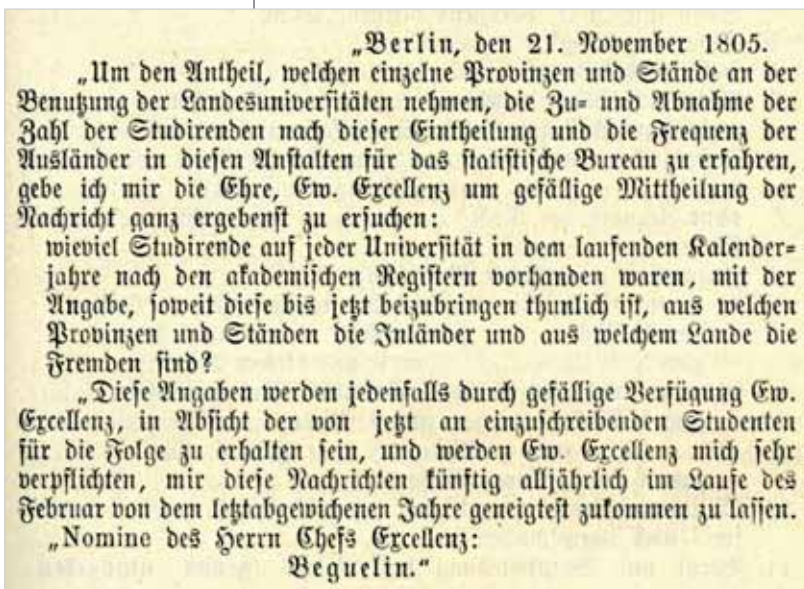 „Berlin, den 21. November 1805.
„Um den Antheil, welchen einzelne Provinzen und Stände an der
Benutzung der Landesuniversitäten nehmen, die Zu= und Abnahme der
Zahl der Studirenden nach dieser Eintheilung und die Frequenz der
Ausländer in diesen Anstalten für das statistische Bureau zu erfahren,
gebe ich mir die Ehre, Ew. Excellenz um gefällige Mittheilung der
Nachricht ganz ergebenst zu ersuchen:
wieviel Studirende auf jeder Universität in dem laufenden Kalender=
jahre nach den akademischen Registern vorhanden waren, mit der
Angabe, soweit diese bis jetzt beizubringen thunlich ist, aus welchen
Provinzen und Ständen die Inländer und aus welchem Lande die
Fremden sind?
„Diese Angaben werden jedenfalls durch gefällige Verfügung Ew.
Excellenz, in Absicht der von jetzt an einzuschreibenden Studenten
für die Folge zu erhalten sein, und werden Ew. Excellenz mich sehr
verpflichten, mir diese Nachrichten künftig alljährlich im Laufe des
Februar von dem letztabgewichenen Jahre geneigtest zukommen zu lassen.
„Nomine des Herrn Chefs Excellenz:
Beguelin.“